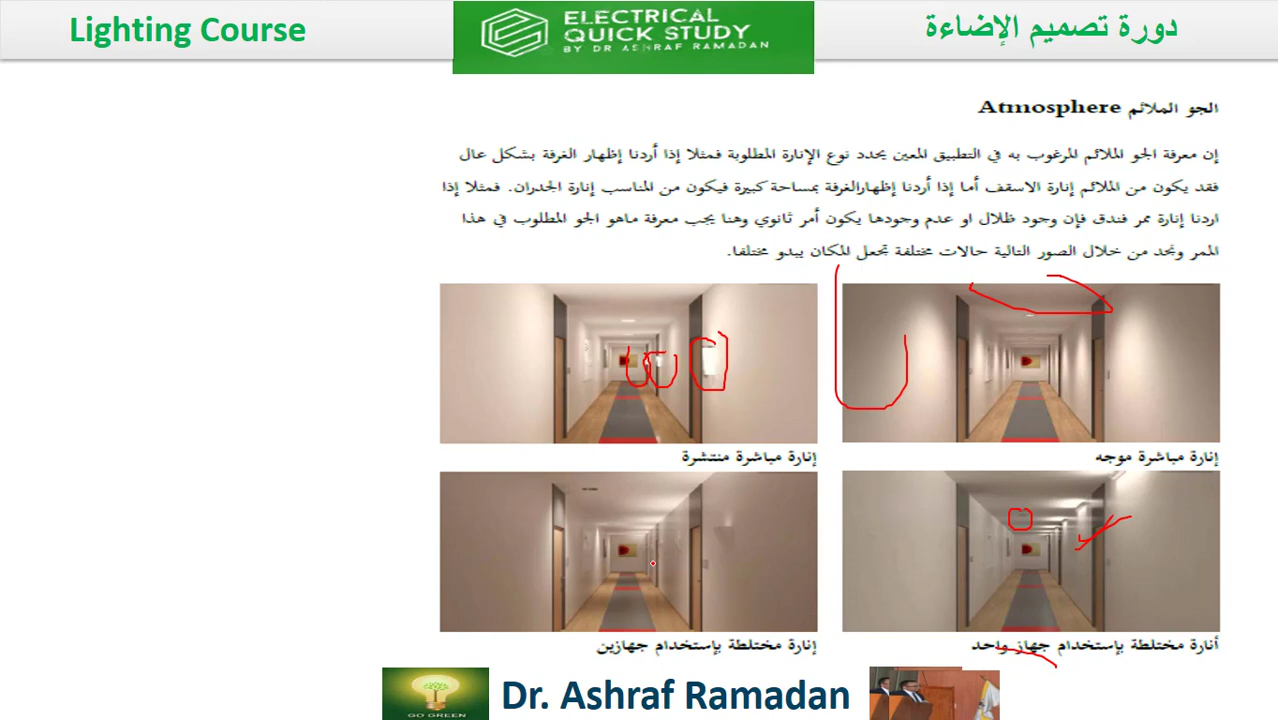 Lighting Course
ELECTRICAL
QUICK STUDY
BY DR ASHRAF RAMADAN
دورة تصميم الإضاءة
الجو الملائم Atmosphere
إن معرفة الجو الملائم المرغوب به في التطبيق المعين يحدد نوع الإنارة المطلوبة فمثلا إذا أردنا إظهار الغرفة بشكل عال
فقد يكون من الملائم إنارة الاسقف أما إذا أردنا إظهارالغرفة بمساحة كبيرة فيكون من المناسب إنارة الجدران. فمثلا إذا
اردنا إنارة ممر فندق فإن وجود ظلال او عدم وجودها يكون أمر ثانوي وهنا يجب معرفة ماهو الجو المطلوب في هذا
الممر ونجد من خلال الصور التالية حالات مختلفة تجعل المكان يبدو مختلفا.
إنارة مباشرة موجه
إنارة مباشرة منتشرة
أنارة مختلطة بإستخدام جهاز واحد
إنارة مختلطة بإستخدام جهازين
GO GREEN
Dr. Ashraf Ramadan